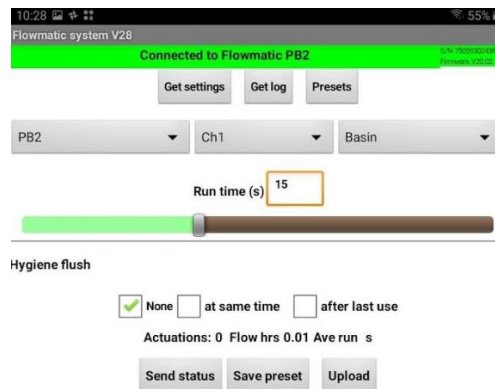 10:28 55%
Flowmatic system V28
Connected to Flowmatic PB2
Get settings Get log Presets
PB2 Ch1 Basin
Run time (s) 15
Hygiene flush
None at same time after last use
Actuations: 0 Flow hrs 0.01 Ave run s
Send status Save preset Upload